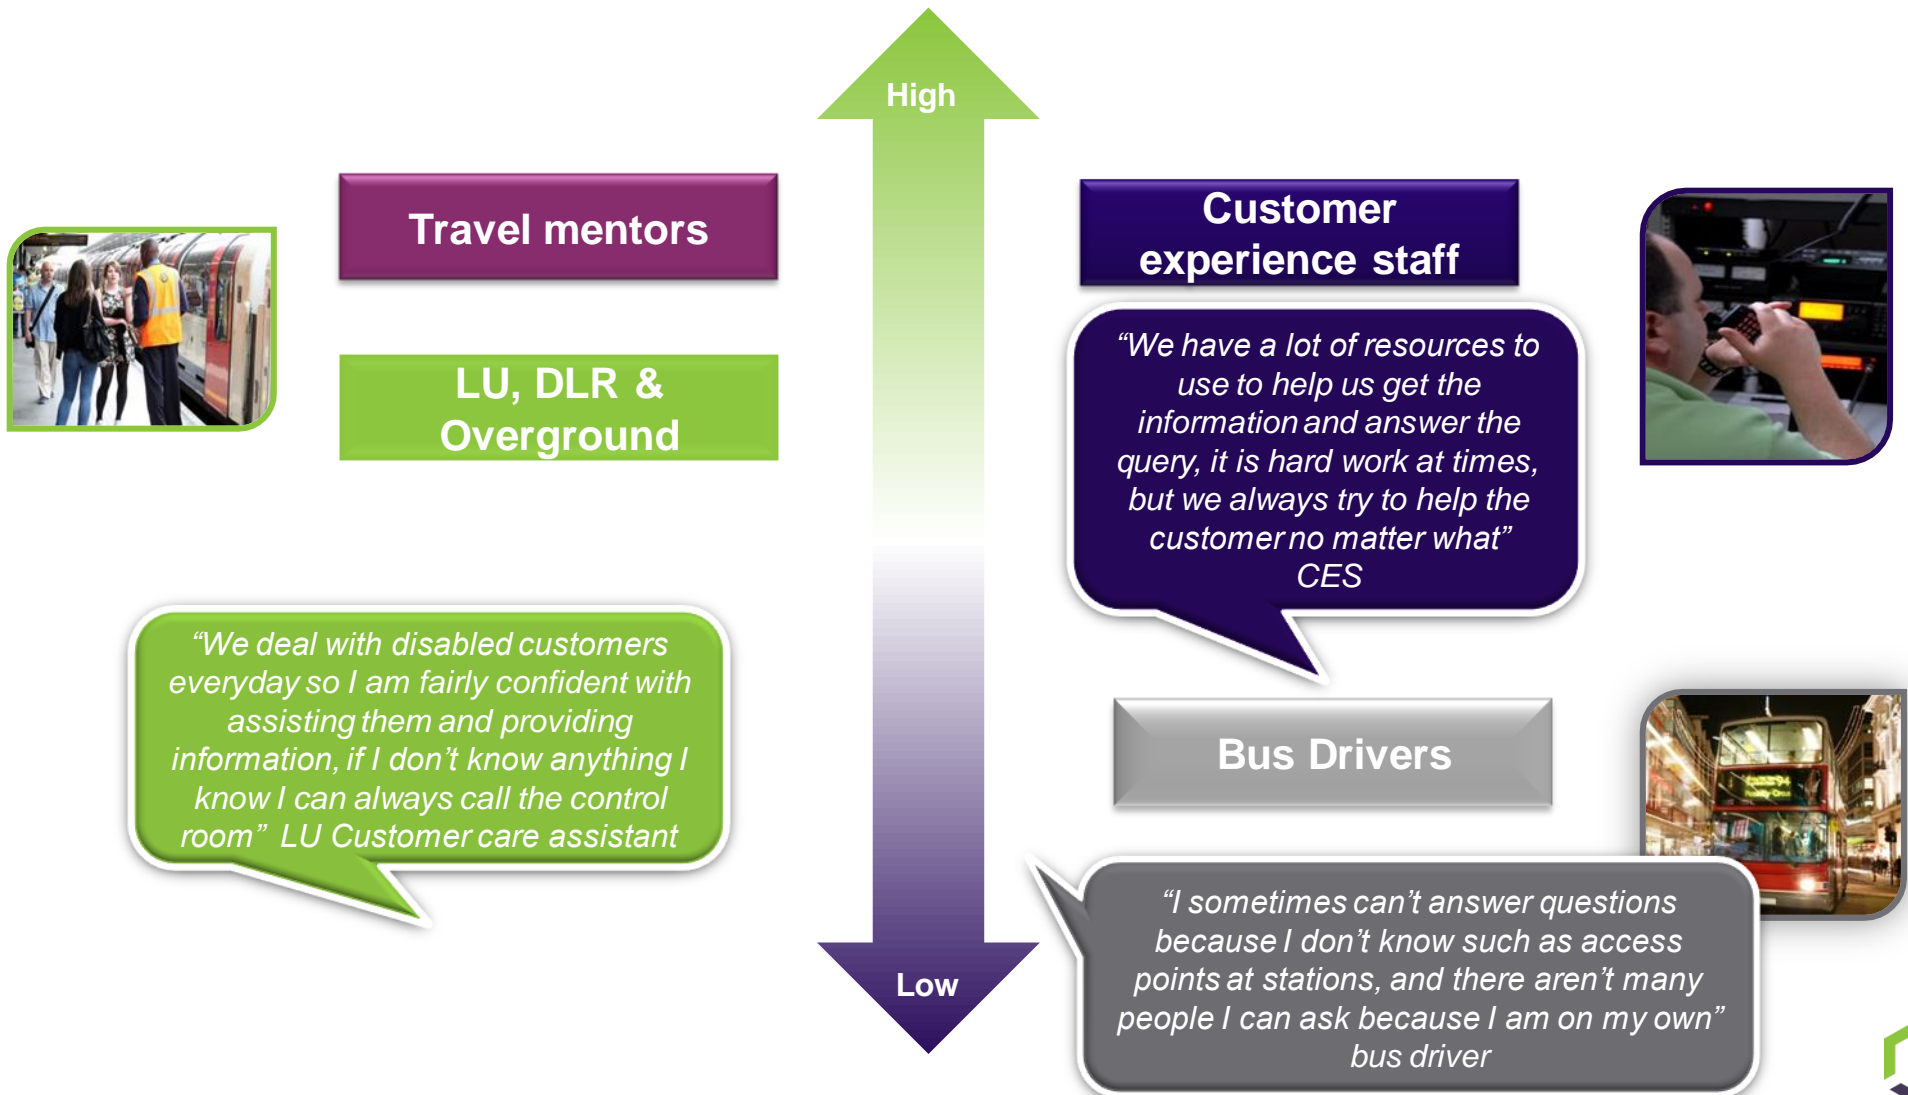 High
Travel mentors
LU, DLR &
Overground
Customer
experience staff
“We have a lot of resources to
use to help us get the
information and answer the
query, it is hard work at times,
but we always try to help the
customer no matter what”
CES
“We deal with disabled customers
everyday so I am fairly confident with
assisting them and providing
information, if I don’t know anything I
know I can always call the control
room” LU Customer care assistant
Bus Drivers
“I sometimes can’t answer questions
because I don’t know such as access
points at stations, and there aren’t many
people I can ask because I am on my own”
bus driver
Low